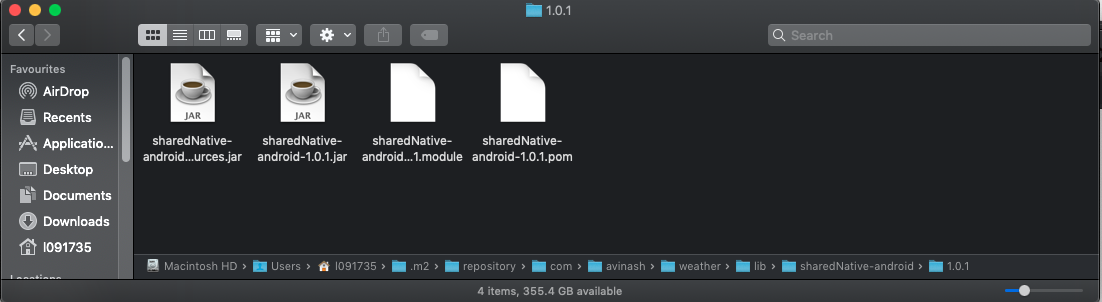 1.0.1
Search
Favourites
AirDrop
Recents
Applicatio...
Desktop
Documents
Downloads
l091735
Locations
JAR
sharedNative-
android...urces.jar
JAR
sharedNative-
android-1.0.1.jar
sharedNative-
android...1.module
sharedNative-
android-1.0.1.pom
Macintosh HD › Users › l091735 › .m2 › repository › com › avinash › weather › lib › sharedNative-android › 1.0.1
4 items, 355.4 GB available